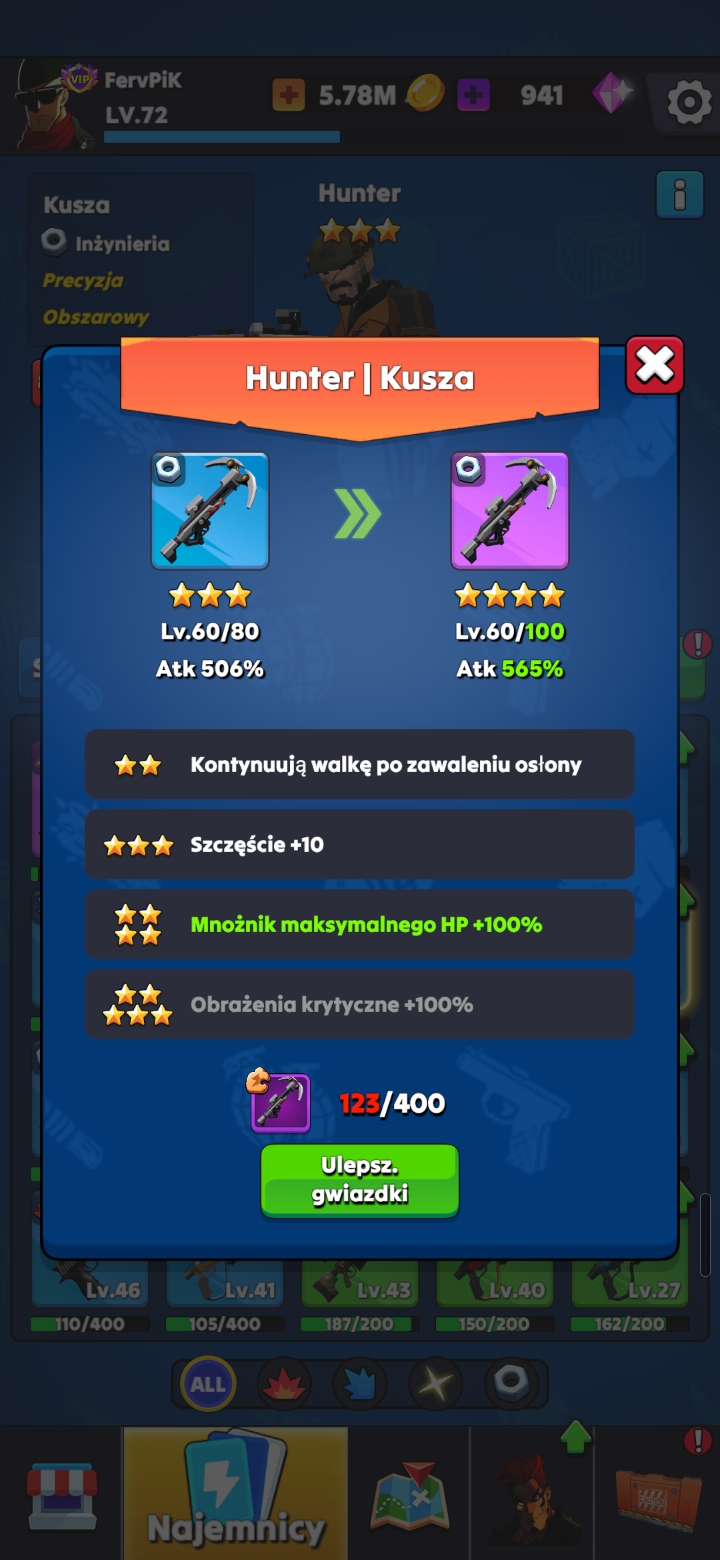 VIP
FervPiK
LV.72
5.78M
941
Kusza
Inżynieria
Precyzja
Obszarowy
Hunter
Hunter | Kusza
Lv.60/80
Atk 506%
Lv.60/100
Atk 565%
Kontynuują walkę po zawaleniu osłony
Szczęście +10
Mnożnik maksymalnego HP +100%
Obrażenia krytyczne +100%
123/400
Ulepsz.
gwiazdki
Lv.46
Lv.41
Lv.43
Lv.40
Lv.27
110/400
105/400
187/200
150/200
162/200
ALL
Najemnicy